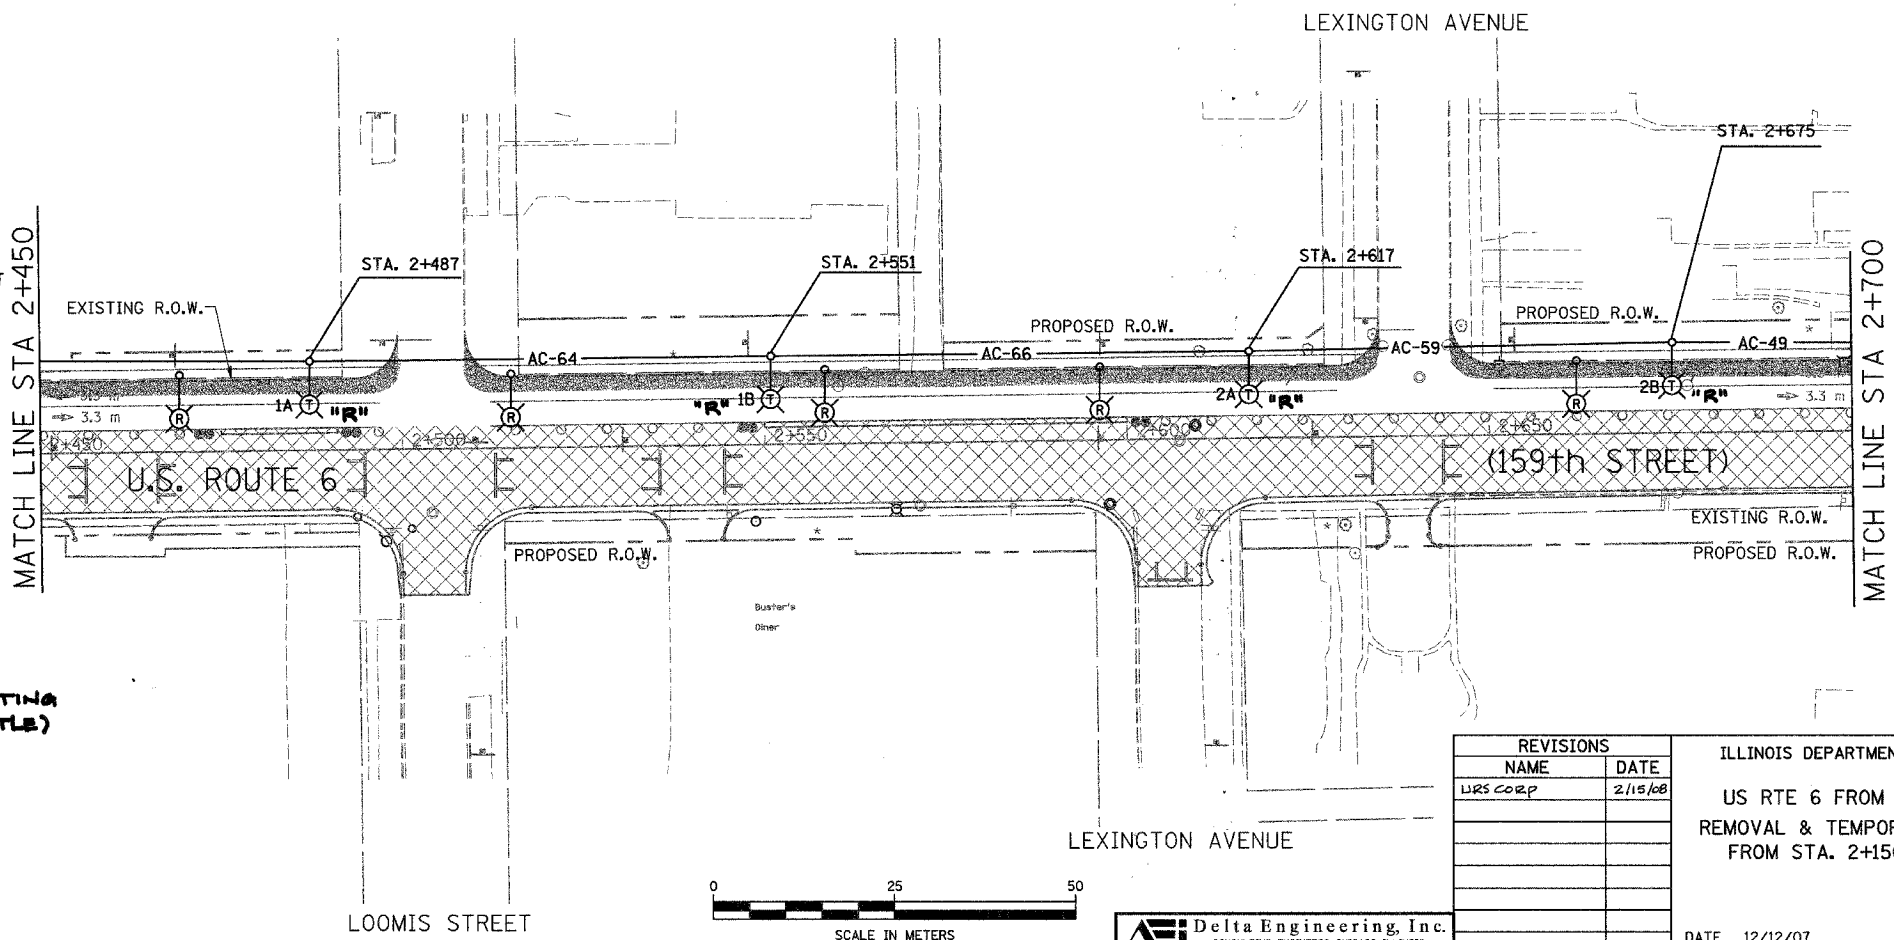 LEXINGTON AVENUE
STA. 2+675
STA. 2+487
STA. 2+551
STA. 2+617
MATCH LINE STA 2+450
MATCH LINE STA 2+700
EXISTING R.O.W.
PROPOSED R.O.W.
PROPOSED R.O.W.
AC-64
AC-66
AC-59
AC-49
3.3 m
3.3 m
3.3 m
R
1A T "R"
R
"R" 1B T
R
R
2A T "R"
R
2B T "R"
2+450
2+500
2+550
2+600
2+650
U.S. ROUTE 6
(159th STREET)
EXISTING R.O.W.
PROPOSED R.O.W.
PROPOSED R.O.W.
Buster's
Diner
TING
TLE)
LEXINGTON AVENUE
LOOMIS STREET
0 25 50
SCALE IN METERS
Delta Engineering, Inc.
REVISIONS
NAME DATE
URS CORP 2/15/08
ILLINOIS DEPARTMEN
US RTE 6 FROM
REMOVAL & TEMPOR
FROM STA. 2+150
DATE 12/12/07